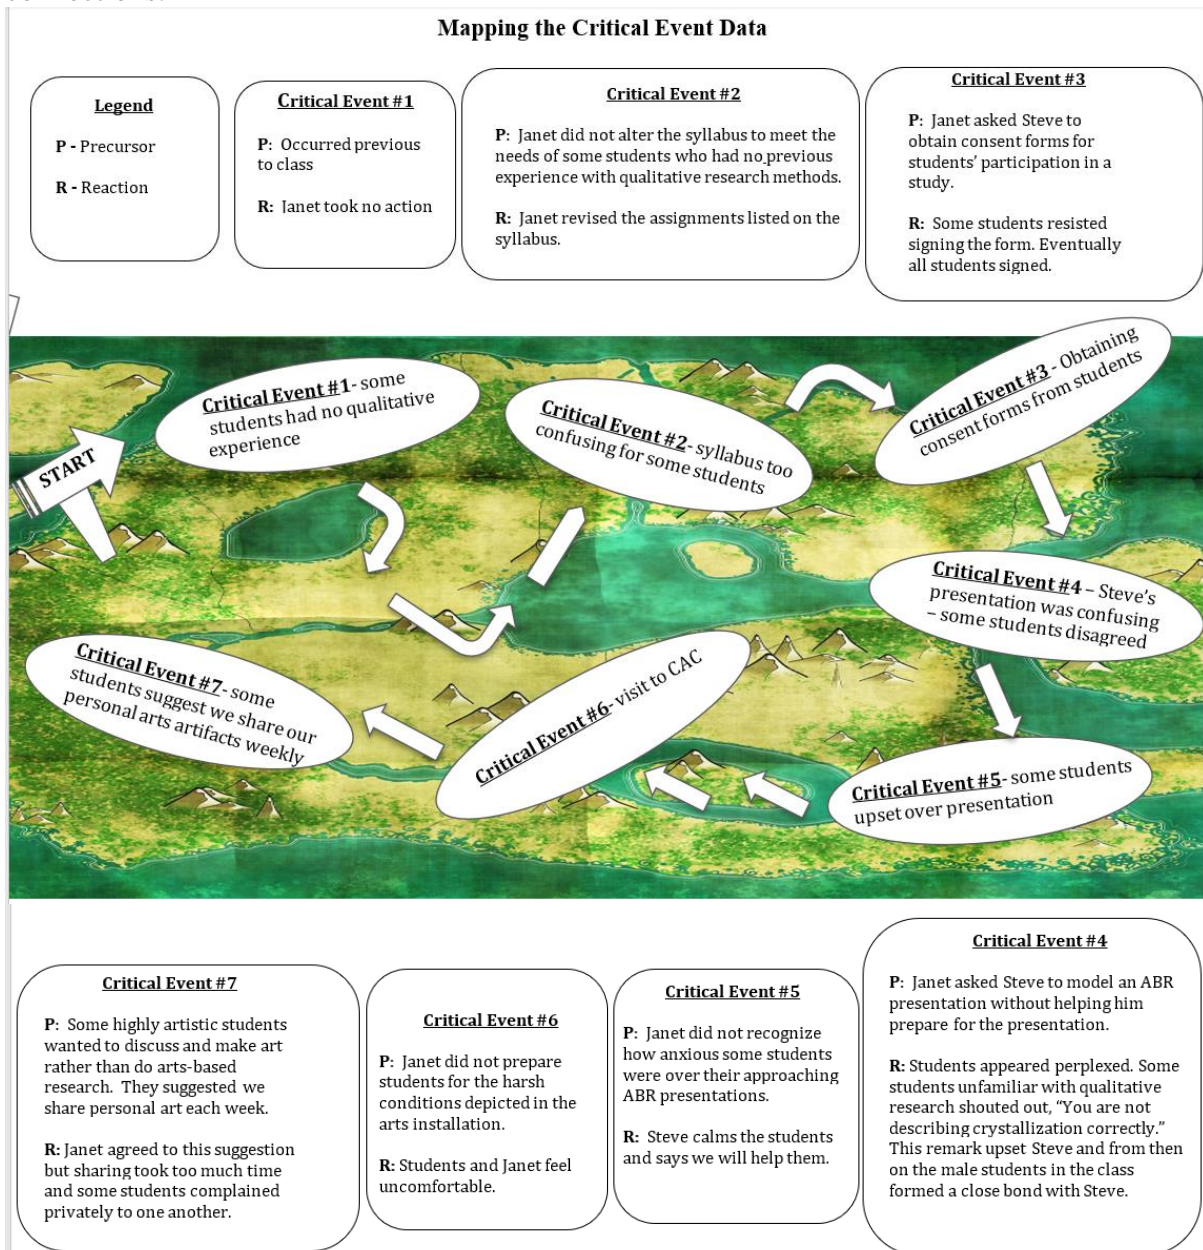 Mapping the Critical Event Data
Legend
P - Precursor
R - Reaction
Critical Event #1
P: Occurred previous
to class
R: Janet took no action
Critical Event #2
P: Janet did not alter the syllabus to meet the
needs of some students who had no previous
experience with qualitative research methods.
R: Janet revised the assignments listed on the
syllabus.
Critical Event #3
P: Janet asked Steve to
obtain consent forms for
students' participation in a
study.
R: Some students resisted
signing the form. Eventually
all students signed.
START
Critical Event #1- some
students had no qualitative
experience
Critical Event #2- syllabus too
confusing for some students
Critical Event #3 - Obtaining
consent forms from students
Critical Event #4 – Steve's
presentation was confusing
– some students disagreed
Critical Event #5- some students
upset over presentation
Critical Event #6- visit to CAC
Critical Event #7- some
students suggest we share our
personal arts artifacts weekly
Critical Event #7
P: Some highly artistic students
wanted to discuss and make art
rather than do arts-based
research. They suggested we
share personal art each week.
R: Janet agreed to this suggestion
but sharing took too much time
and some students complained
privately to one another.
Critical Event #6
P: Janet did not prepare
students for the harsh
conditions depicted in the
arts installation.
R: Students and Janet feel
uncomfortable.
Critical Event #5
P: Janet did not recognize
how anxious some students
were over their approaching
ABR presentations.
R: Steve calms the students
and says we will help them.
Critical Event #4
P: Janet asked Steve to model an ABR
presentation without helping him
prepare for the presentation.
R: Students appeared perplexed. Some
students unfamiliar with qualitative
research shouted out, "You are not
describing crystallization correctly."
This remark upset Steve and from then
on the male students in the class
formed a close bond with Steve.